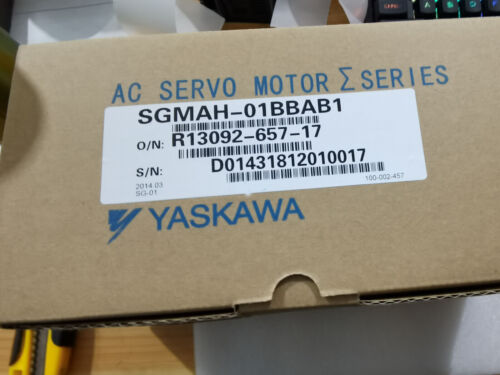 AC SERVO MOTOR Σ SERIES
SGMAH-01BBAB1
O/N: R13092-657-17
S/N: D01431812010017
2014.03
SG-01
100-002-457
YASKAWA